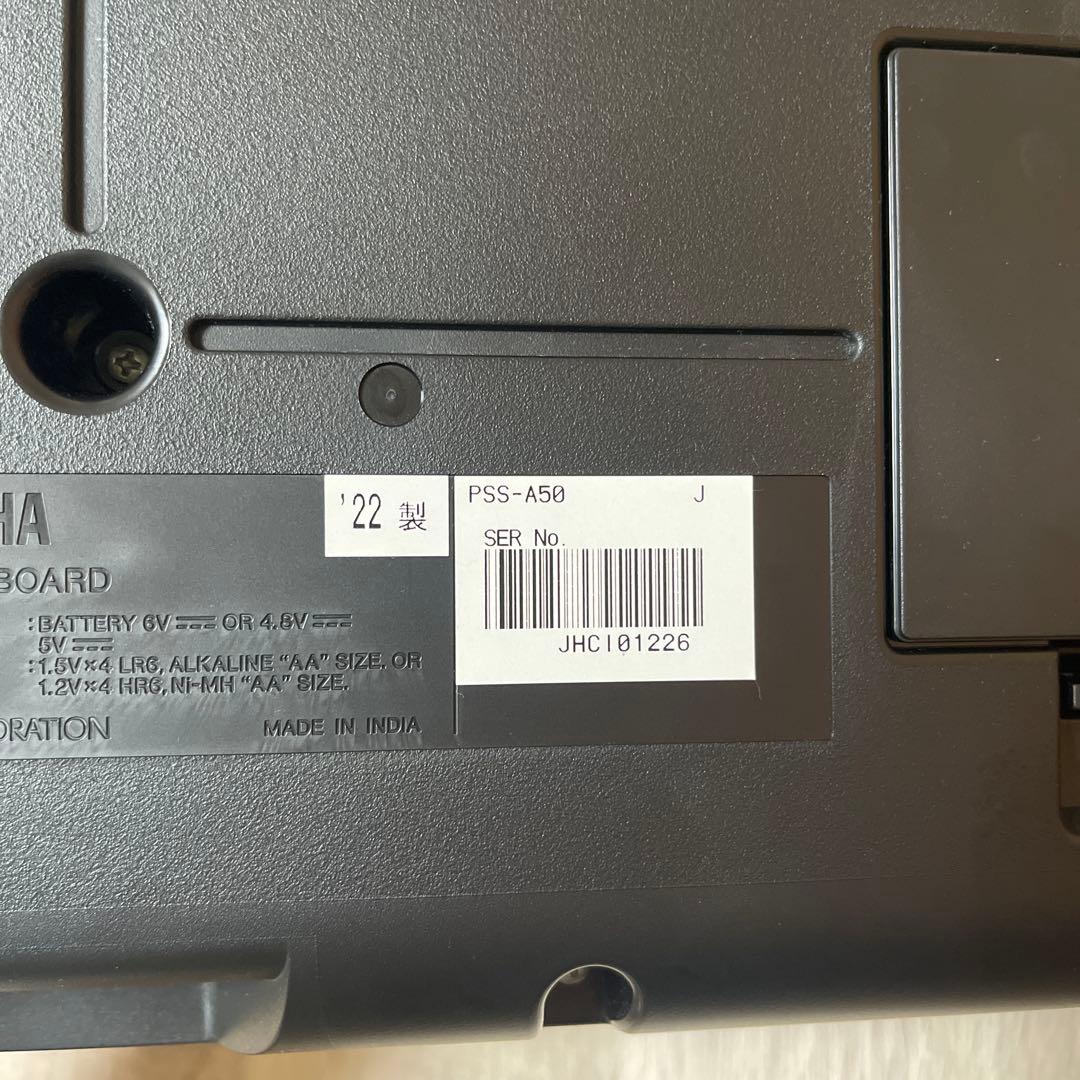 HA
BOARD
:BATTERY 6V⎓ OR 4.8V⎓
5V⎓
:1.5V×4 LR6, ALKALINE “AA” SIZE, OR
1.2V×4 HR6, Ni-MH “AA” SIZE.
ORATION
MADE IN INDIA
'22 製
PSS-A50 J
SER No.
JHCI01226